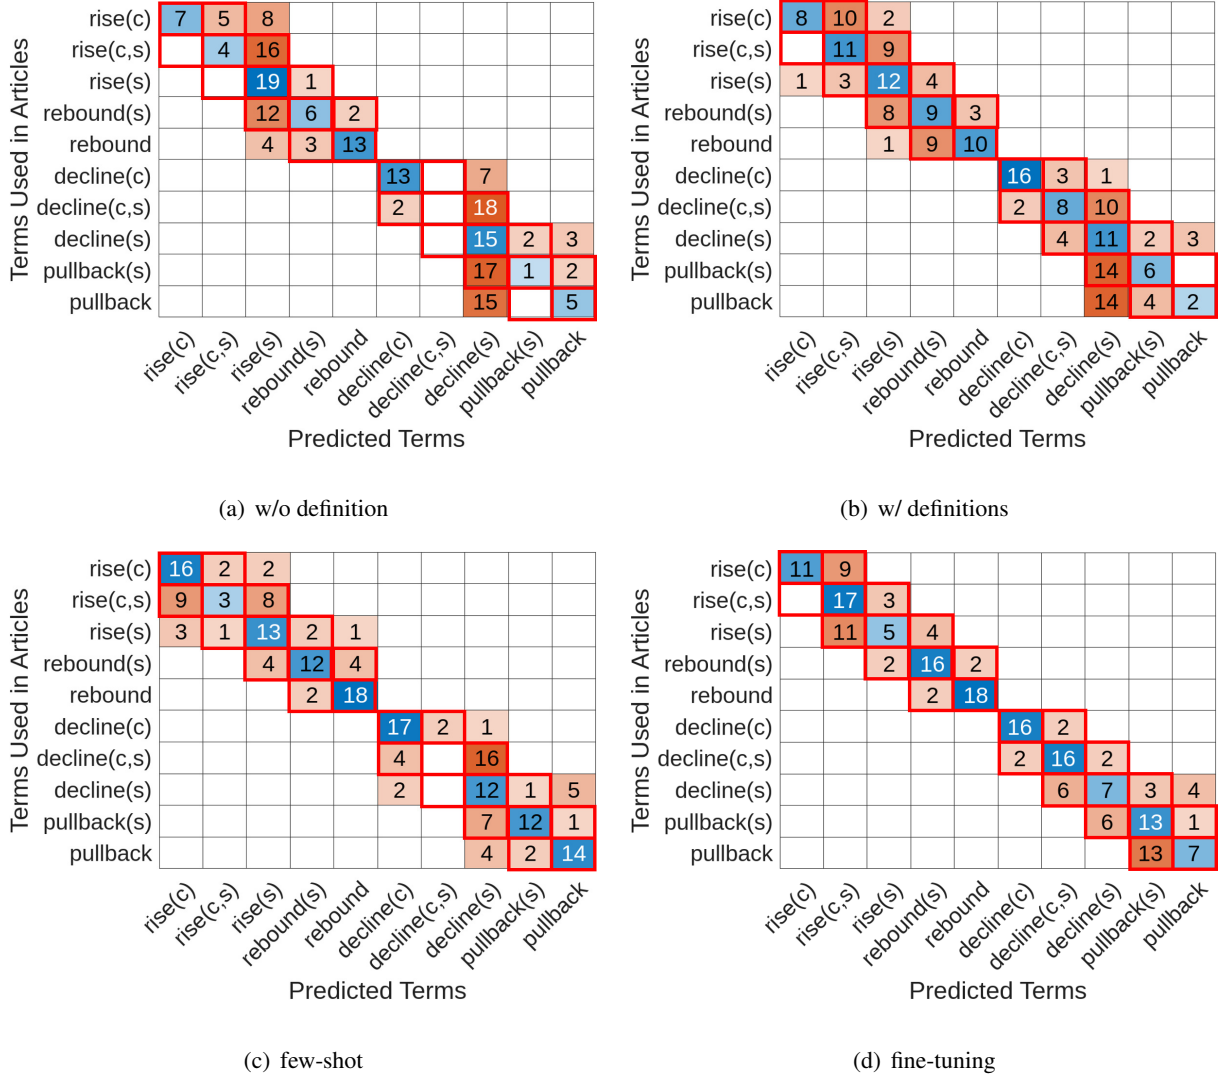 Terms Used in Articles
rise(c) 7 5 8
rise(c,s) 4 16
rise(s) 19 1
rebound(s) 12 6 2
rebound 4 3 13
decline(c) 13 7
decline(c,s) 2 18
decline(s) 15 2 3
pullback(s) 17 1 2
pullback 15 5
rise(c) rise(c,s) rise(s) rebound(s) rebound decline(c) decline(c,s) decline(s) pullback(s) pullback
Predicted Terms
(a) w/o definition
Terms Used in Articles
rise(c) 8 10 2
rise(c,s) 11 9
rise(s) 1 3 12 4
rebound(s) 8 9 3
rebound 1 9 10
decline(c) 16 3 1
decline(c,s) 2 8 10
decline(s) 4 11 2 3
pullback(s) 14 6
pullback 14 4 2
rise(c) rise(c,s) rise(s) rebound(s) rebound decline(c) decline(c,s) decline(s) pullback(s) pullback
Predicted Terms
(b) w/ definitions
Terms Used in Articles
rise(c) 16 2 2
rise(c,s) 9 3 8
rise(s) 3 1 13 2 1
rebound(s) 4 12 4
rebound 2 18
decline(c) 17 2 1
decline(c,s) 4 16
decline(s) 2 12 1 5
pullback(s) 7 12 1
pullback 4 2 14
rise(c) rise(c,s) rise(s) rebound(s) rebound decline(c) decline(c,s) decline(s) pullback(s) pullback
Predicted Terms
(c) few-shot
Terms Used in Articles
rise(c) 11 9
rise(c,s) 17 3
rise(s) 11 5 4
rebound(s) 2 16 2
rebound 2 18
decline(c) 16 2
decline(c,s) 2 16 2
decline(s) 6 7 3 4
pullback(s) 6 13 1
pullback 13 7
rise(c) rise(c,s) rise(s) rebound(s) rebound decline(c) decline(c,s) decline(s) pullback(s) pullback
Predicted Terms
(d) fine-tuning